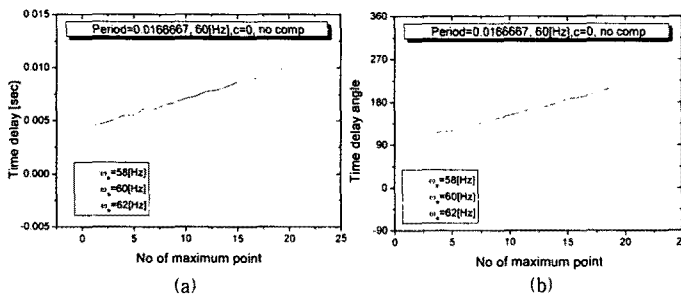 Period=0.0166667, 60[Hz],c=0, no comp
Time delay [sec]
0.015
0.010
0.005
0.000
-0.005
ω =58[Hz]
ω =60[Hz]
ω =62[Hz]
0 5 10 15 20 25
No of maximum point
(a)
Period=0.0166667, 60[Hz],c=0, no comp
Time delay angle
360
270
180
90
0
-90
ω =58[Hz]
ω =60[Hz]
ω =62[Hz]
0 5 10 15 20 25
No of maximum point
(b)